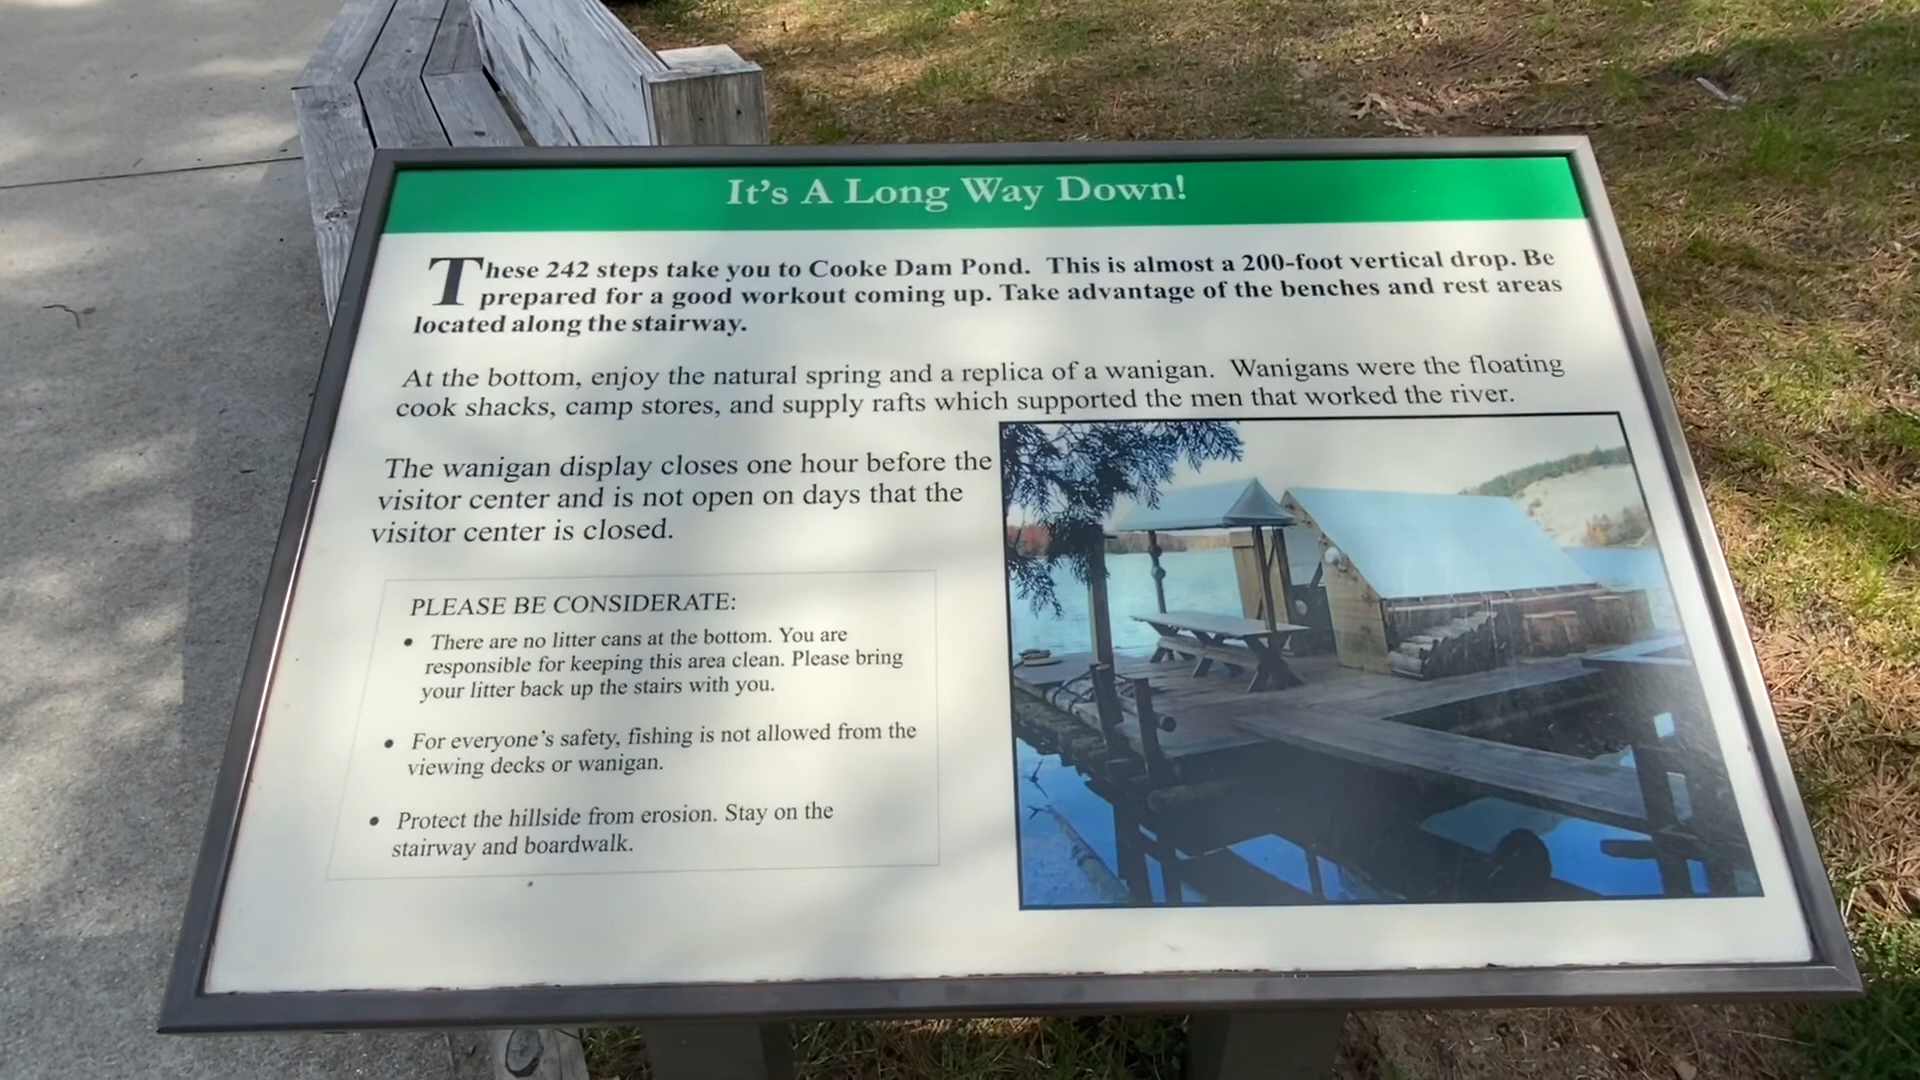 It's A Long Way Down!
These 242 steps take you to Cooke Dam Pond. This is almost a 200-foot vertical drop. Be
prepared for a good workout coming up. Take advantage of the benches and rest areas
located along the stairway.
At the bottom, enjoy the natural spring and a replica of a wanigan. Wanigans were the floating
cook shacks, camp stores, and supply rafts which supported the men that worked the river.
The wanigan display closes one hour before the
visitor center and is not open on days that the
visitor center is closed.
PLEASE BE CONSIDERATE:
• There are no litter cans at the bottom. You are
responsible for keeping this area clean. Please bring
your litter back up the stairs with you.
• For everyone's safety, fishing is not allowed from the
viewing decks or wanigan.
• Protect the hillside from erosion. Stay on the
stairway and boardwalk.